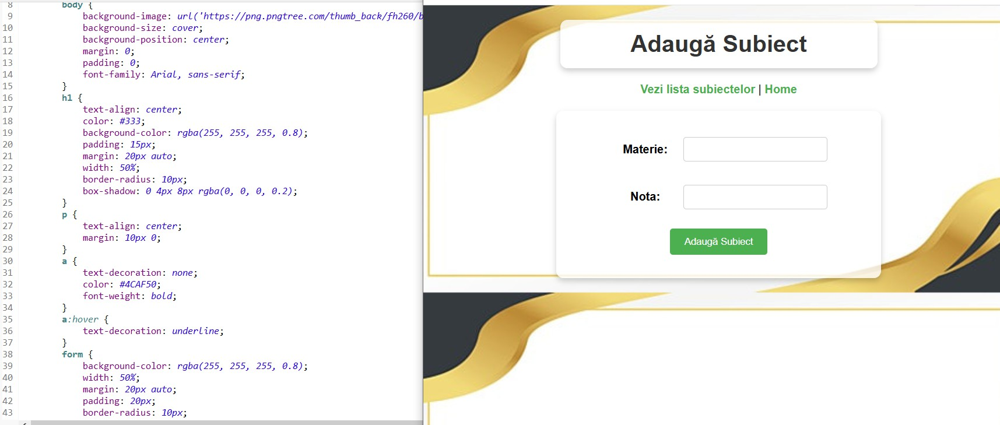 8 body {
9 background-image: url('https://png.pngtree.com/thumb_back/fh260/b
10 background-size: cover;
11 background-position: center;
12 margin: 0;
13 padding: 0;
14 font-family: Arial, sans-serif;
15 }
16 h1 {
17 text-align: center;
18 color: #333;
19 background-color: rgba(255, 255, 255, 0.8);
20 padding: 15px;
21 margin: 20px auto;
22 width: 50%;
23 border-radius: 10px;
24 box-shadow: 0 4px 8px rgba(0, 0, 0, 0.2);
25 }
26 p {
27 text-align: center;
28 margin: 10px 0;
29 }
30 a {
31 text-decoration: none;
32 color: #4CAF50;
33 font-weight: bold;
34 }
35 a:hover {
36 text-decoration: underline;
37 }
38 form {
39 background-color: rgba(255, 255, 255, 0.8);
40 width: 50%;
41 margin: 20px auto;
42 padding: 20px;
43 border-radius: 10px;
Adaugă Subiect
Vezi lista subiectelor | Home
Materie:
Nota:
Adaugă Subiect